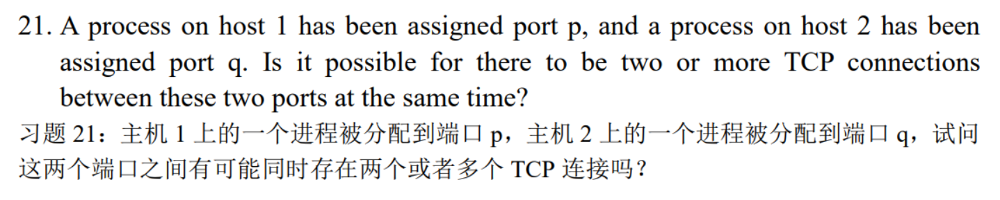 21. A process on host 1 has been assigned port p, and a process on host 2 has been
assigned port q. Is it possible for there to be two or more TCP connections
between these two ports at the same time?
习题 21：主机 1 上的一个进程被分配到端口 p，主机 2 上的一个进程被分配到端口 q，试问
这两个端口之间有可能同时存在两个或者多个 TCP 连接吗？